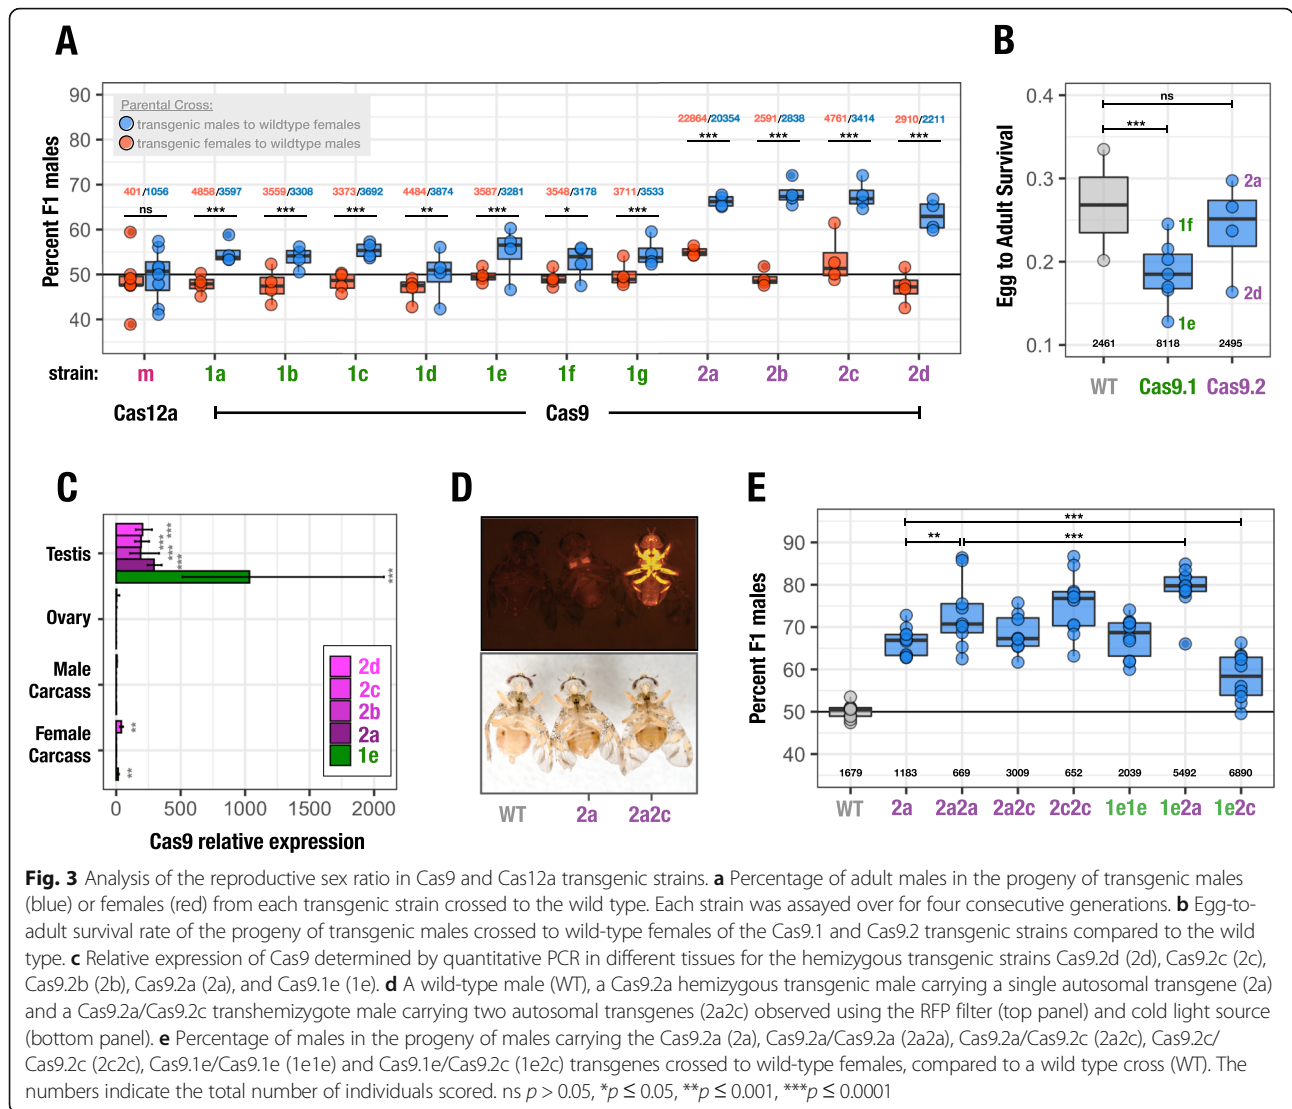 A
Percent F1 males
90
80
70
60
50
40
Parental Cross:
transgenic males to wildtype females
transgenic females to wildtype males
401/1056
4858/3597
3559/3308
3373/3692
4484/3874
3587/3281
3548/3178
3711/3533
22864/20354
2591/2838
4761/3414
2910/2211
ns
***
***
***
**
***
*
***
***
***
***
***
strain: m 1a 1b 1c 1d 1e 1f 1g 2a 2b 2c 2d
Cas12a Cas9
B
Egg to Adult Survival
0.4
0.3
0.2
0.1
ns
***
2a
1f
2d
1e
2461 8118 2495
WT Cas9.1 Cas9.2
C
Testis
Ovary
Male
Carcass
Female
Carcass
***
***
***
***
***
**
**
2d
2c
2b
2a
1e
0 500 1000 1500 2000
Cas9 relative expression
D
WT 2a 2a2c
E
Percent F1 males
90
80
70
60
50
40
***
**
***
1679 1183 669 3009 652 2039 5492 6890
WT 2a 2a2a 2a2c 2c2c 1e1e 1e2a 1e2c
Fig. 3 Analysis of the reproductive sex ratio in Cas9 and Cas12a transgenic strains. a Percentage of adult males in the progeny of transgenic males
(blue) or females (red) from each transgenic strain crossed to the wild type. Each strain was assayed over for four consecutive generations. b Egg-to-
adult survival rate of the progeny of transgenic males crossed to wild-type females of the Cas9.1 and Cas9.2 transgenic strains compared to the wild
type. c Relative expression of Cas9 determined by quantitative PCR in different tissues for the hemizygous transgenic strains Cas9.2d (2d), Cas9.2c (2c),
Cas9.2b (2b), Cas9.2a (2a), and Cas9.1e (1e). d A wild-type male (WT), a Cas9.2a hemizygous transgenic male carrying a single autosomal transgene (2a)
and a Cas9.2a/Cas9.2c transhemizygote male carrying two autosomal transgenes (2a2c) observed using the RFP filter (top panel) and cold light source
(bottom panel). e Percentage of males in the progeny of males carrying the Cas9.2a (2a), Cas9.2a/Cas9.2a (2a2a), Cas9.2a/Cas9.2c (2a2c), Cas9.2c/
Cas9.2c (2c2c), Cas9.1e/Cas9.1e (1e1e) and Cas9.1e/Cas9.2c (1e2c) transgenes crossed to wild-type females, compared to a wild type cross (WT). The
numbers indicate the total number of individuals scored. ns p > 0.05, *p ≤ 0.05, **p ≤ 0.001, ***p ≤ 0.0001